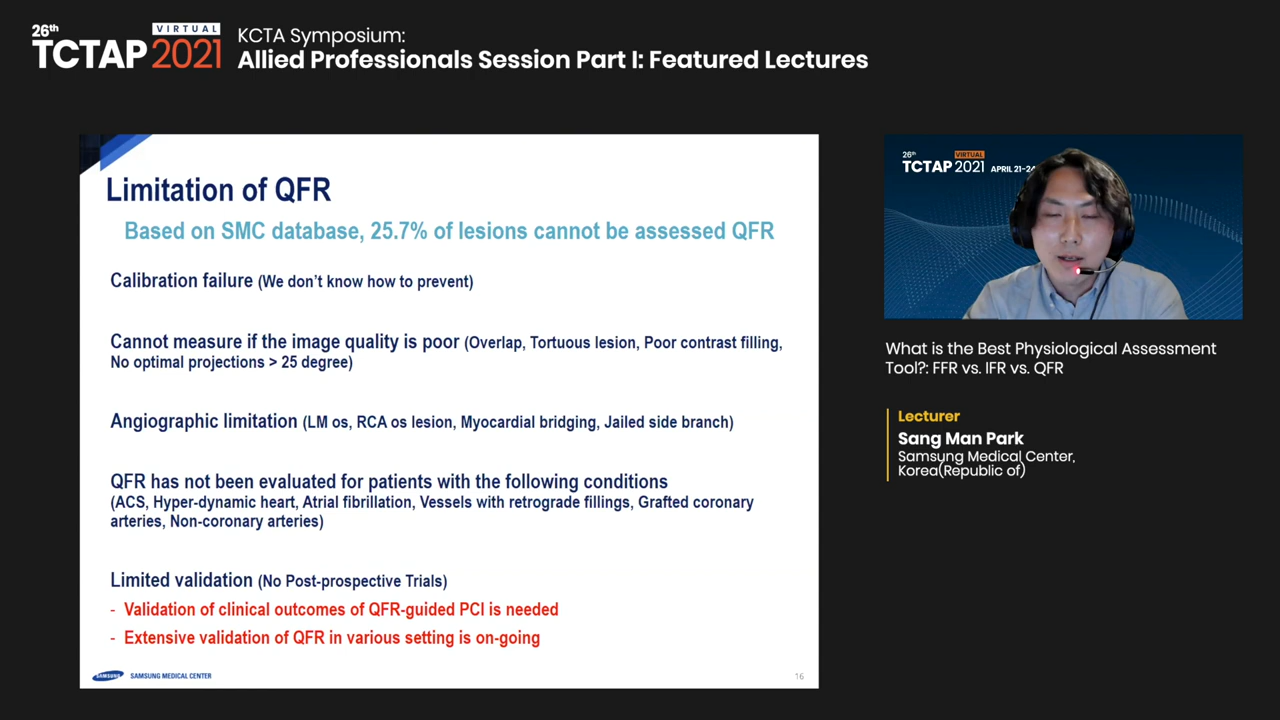 26th
VIRTUAL
TCTAP 2021
KCTA Symposium:
Allied Professionals Session Part I: Featured Lectures
Limitation of QFR
Based on SMC database, 25.7% of lesions cannot be assessed QFR
Calibration failure (We don't know how to prevent)
Cannot measure if the image quality is poor (Overlap, Tortuous lesion, Poor contrast filling,
No optimal projections > 25 degree)
Angiographic limitation (LM os, RCA os lesion, Myocardial bridging, Jailed side branch)
QFR has not been evaluated for patients with the following conditions
(ACS, Hyper-dynamic heart, Atrial fibrillation, Vessels with retrograde fillings, Grafted coronary
arteries, Non-coronary arteries)
Limited validation (No Post-prospective Trials)
- Validation of clinical outcomes of QFR-guided PCI is needed
- Extensive validation of QFR in various setting is on-going
SAMSUNG
SAMSUNG MEDICAL CENTER
16
26th
VIRTUAL
TCTAP 2021 APRIL 21-24
What is the Best Physiological Assessment
Tool?: FFR vs. IFR vs. QFR
Lecturer
Sang Man Park
Samsung Medical Center,
Korea(Republic of)